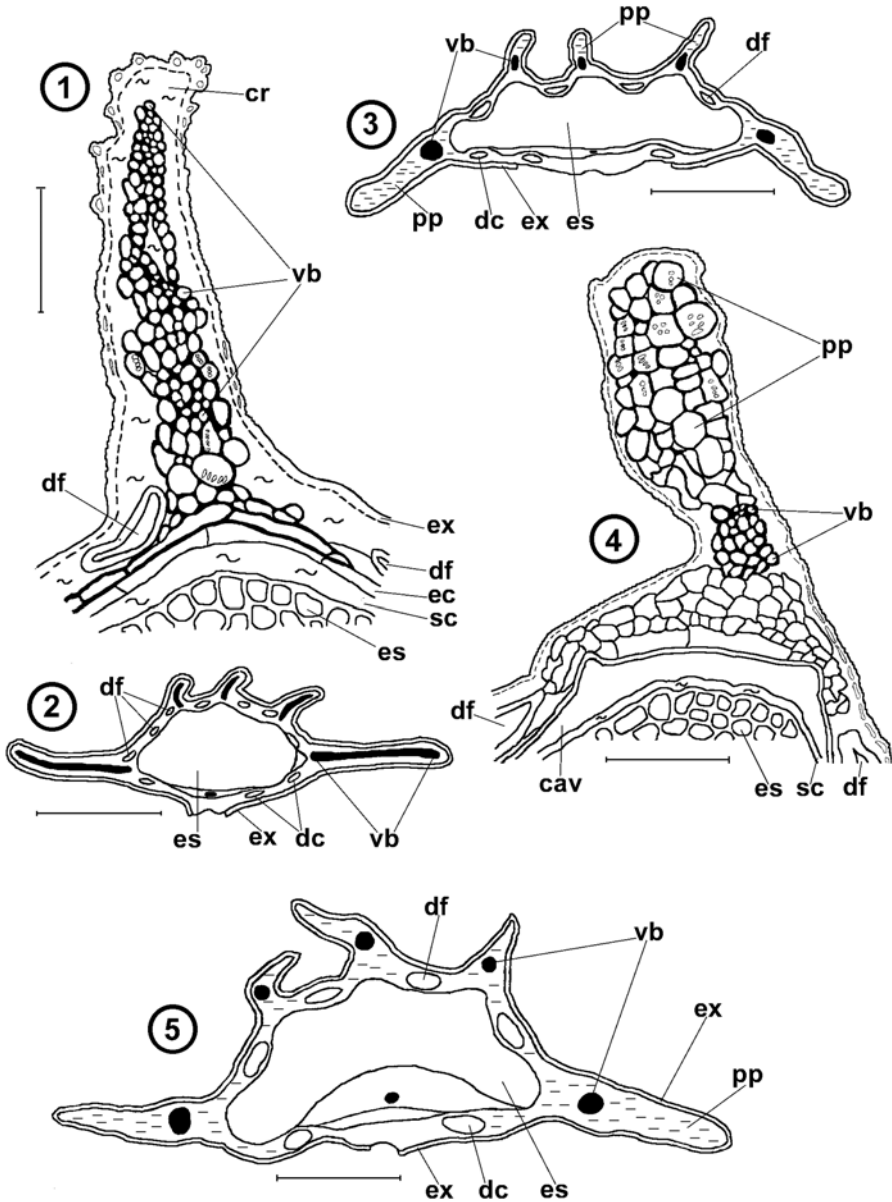 1
cr
vb
df
ex
df
ec
sc
es
3
vb
pp
df
pp
dc
ex
es
2
df
es
ex
dc
vb
4
pp
vb
df
cav
es
sc
df
5
df
vb
ex
pp
ex
dc
es